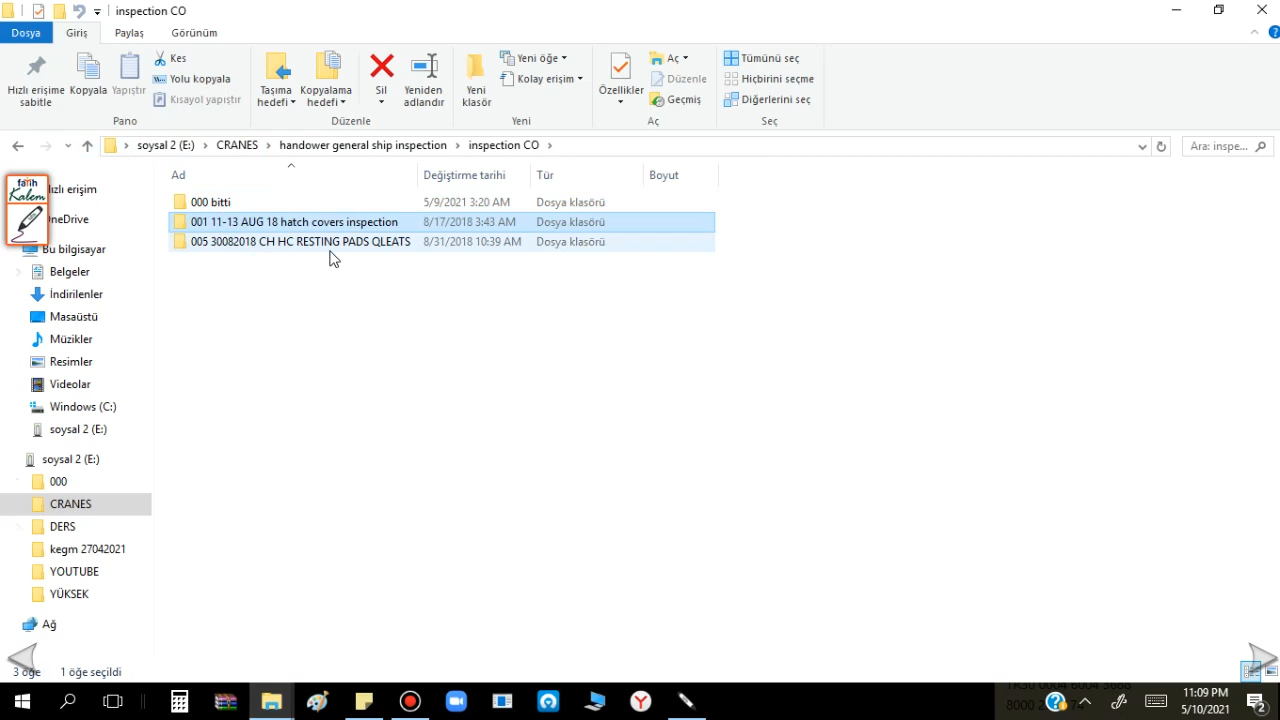 inspection CO
Dosya Giriş Paylaş Görünüm
Hızlı erişime sabitle
Kopyala
Yapıştır
Kes
Yolu kopyala
Kısayol yapıştır
Pano
Taşıma hedefi
Kopyalama hedefi
Sil
Yeniden adlandır
Düzenle
Yeni klasör
Yeni öğe
Kolay erişim
Yeni
Özellikler
Aç
Düzenle
Geçmiş
Aç
Tümünü seç
Hiçbirini seçme
Diğerlerini seç
Seç
soysal 2 (E:) › CRANES › handower general ship inspection › inspection CO ›
Ara: inspe...
Ad Değiştirme tarihi Tür Boyut
000 bitti 5/9/2021 3:20 AM Dosya klasörü
001 11-13 AUG 18 hatch covers inspection 8/17/2018 3:43 AM Dosya klasörü
005 30082018 CH HC RESTING PADS QLEATS 8/31/2018 10:39 AM Dosya klasörü
fatih
Kalem
ızlı erişim
neDrive
Bu bilgisayar
Belgeler
İndirilenler
Masaüstü
Müzikler
Resimler
Videolar
Windows (C:)
soysal 2 (E:)
soysal 2 (E:)
000
CRANES
DERS
kegm 27042021
YOUTUBE
YÜKSEK
Ağ
3 öğe 1 öğe seçildi
11:09 PM
5/10/2021
2